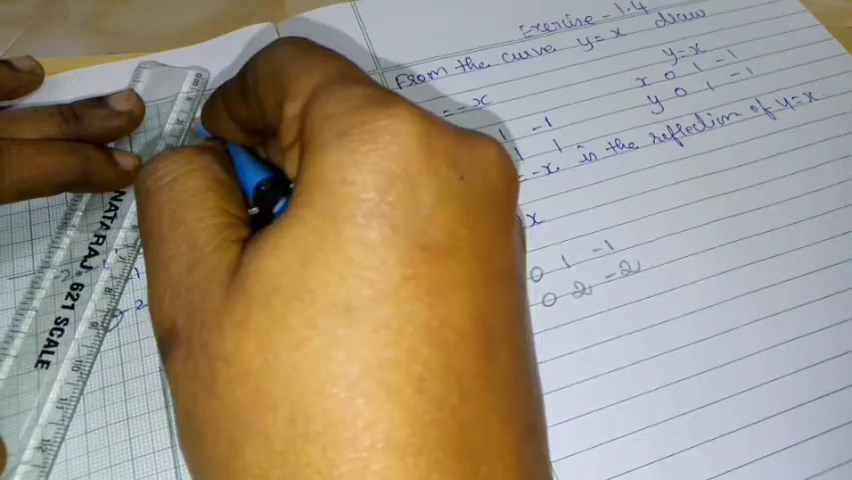 Exercise - 1.4
From the curve y = x draw
= x
y = x
x 0 1 -1
y 0 1 -1
1 -1
1 1
= -x is the reflection of y = x.
x
0 1 -1
0 2 -2
NATARAJ 621 SCALE